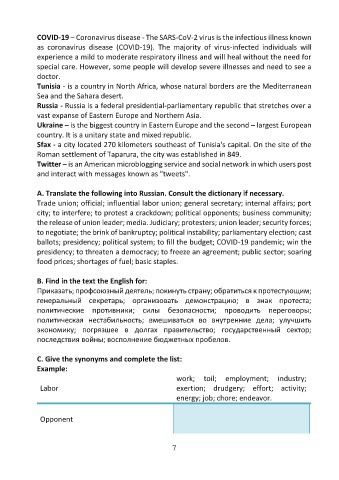 COVID-19 – Coronavirus disease - The SARS-CoV-2 virus is the infectious illness known
as coronavirus disease (COVID-19). The majority of virus-infected individuals will
experience a mild to moderate respiratory illness and will heal without the need for
special care. However, some people will develop severe illnesses and need to see a
doctor.
Tunisia - is a country in North Africa, whose natural borders are the Mediterranean
Sea and the Sahara desert.
Russia - Russia is a federal presidential-parliamentary republic that stretches over a
vast expanse of Eastern Europe and Northern Asia.
Ukraine – is the biggest country in Eastern Europe and the second – largest European
country. It is a unitary state and mixed republic.
Sfax - a city located 270 kilometers southeast of Tunisia's capital. On the site of the
Roman settlement of Taparura, the city was established in 849.
Twitter – is an American microblogging service and social network in which users post
and interact with messages known as "tweets".
A. Translate the following into Russian. Consult the dictionary if necessary.
Trade union; official; influential labor union; general secretary; internal affairs; port
city; to interfere; to protest a crackdown; political opponents; business community;
the release of union leader; media. Judiciary; protesters; union leader; security forces;
to negotiate; the brink of bankruptcy; political instability; parliamentary election; cast
ballots; presidency; political system; to fill the budget; COVID-19 pandemic; win the
presidency; to threaten a democracy; to freeze an agreement; public sector; soaring
food prices; shortages of fuel; basic staples.
B. Find in the text the English for:
Приказать; профсоюзный деятель; покинуть страну; обратиться к протестующим;
генеральный секретарь; организовать демонстрацию; в знак протеста;
политические противники; силы безопасности; проводить переговоры;
политическая нестабильность; вмешиваться во внутренние дела; улучшить
экономику; погрязшее в долгах правительство; государственный сектор;
последствия войны; восполнение бюджетных пробелов.
C. Give the synonyms and complete the list:
Example:
Labor
work; toil; employment; industry;
exertion; drudgery; effort; activity;
energy; job; chore; endeavor.
Opponent
7